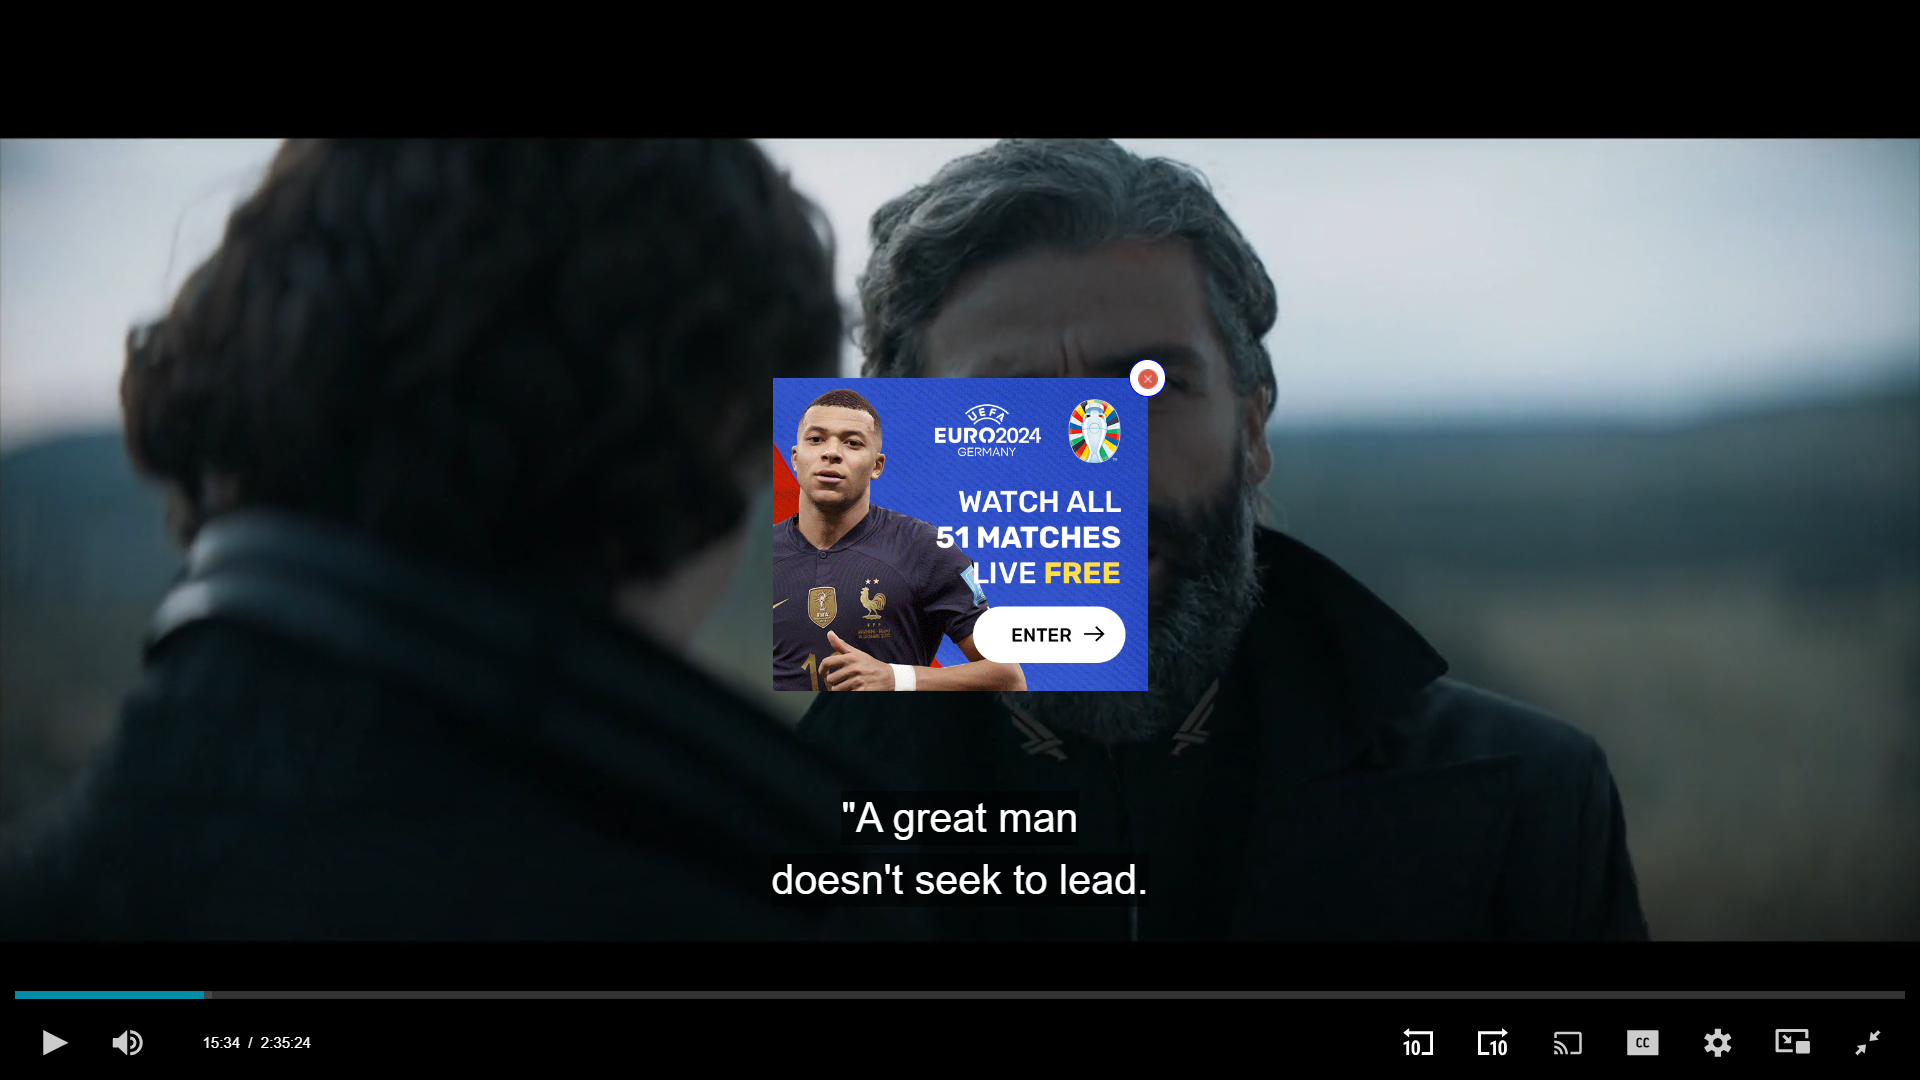 UEFA
EURO2024
GERMANY
WATCH ALL
51 MATCHES
LIVE FREE
ENTER
"A great man
doesn't seek to lead.
15:34 / 2:35:24
10
10
CC